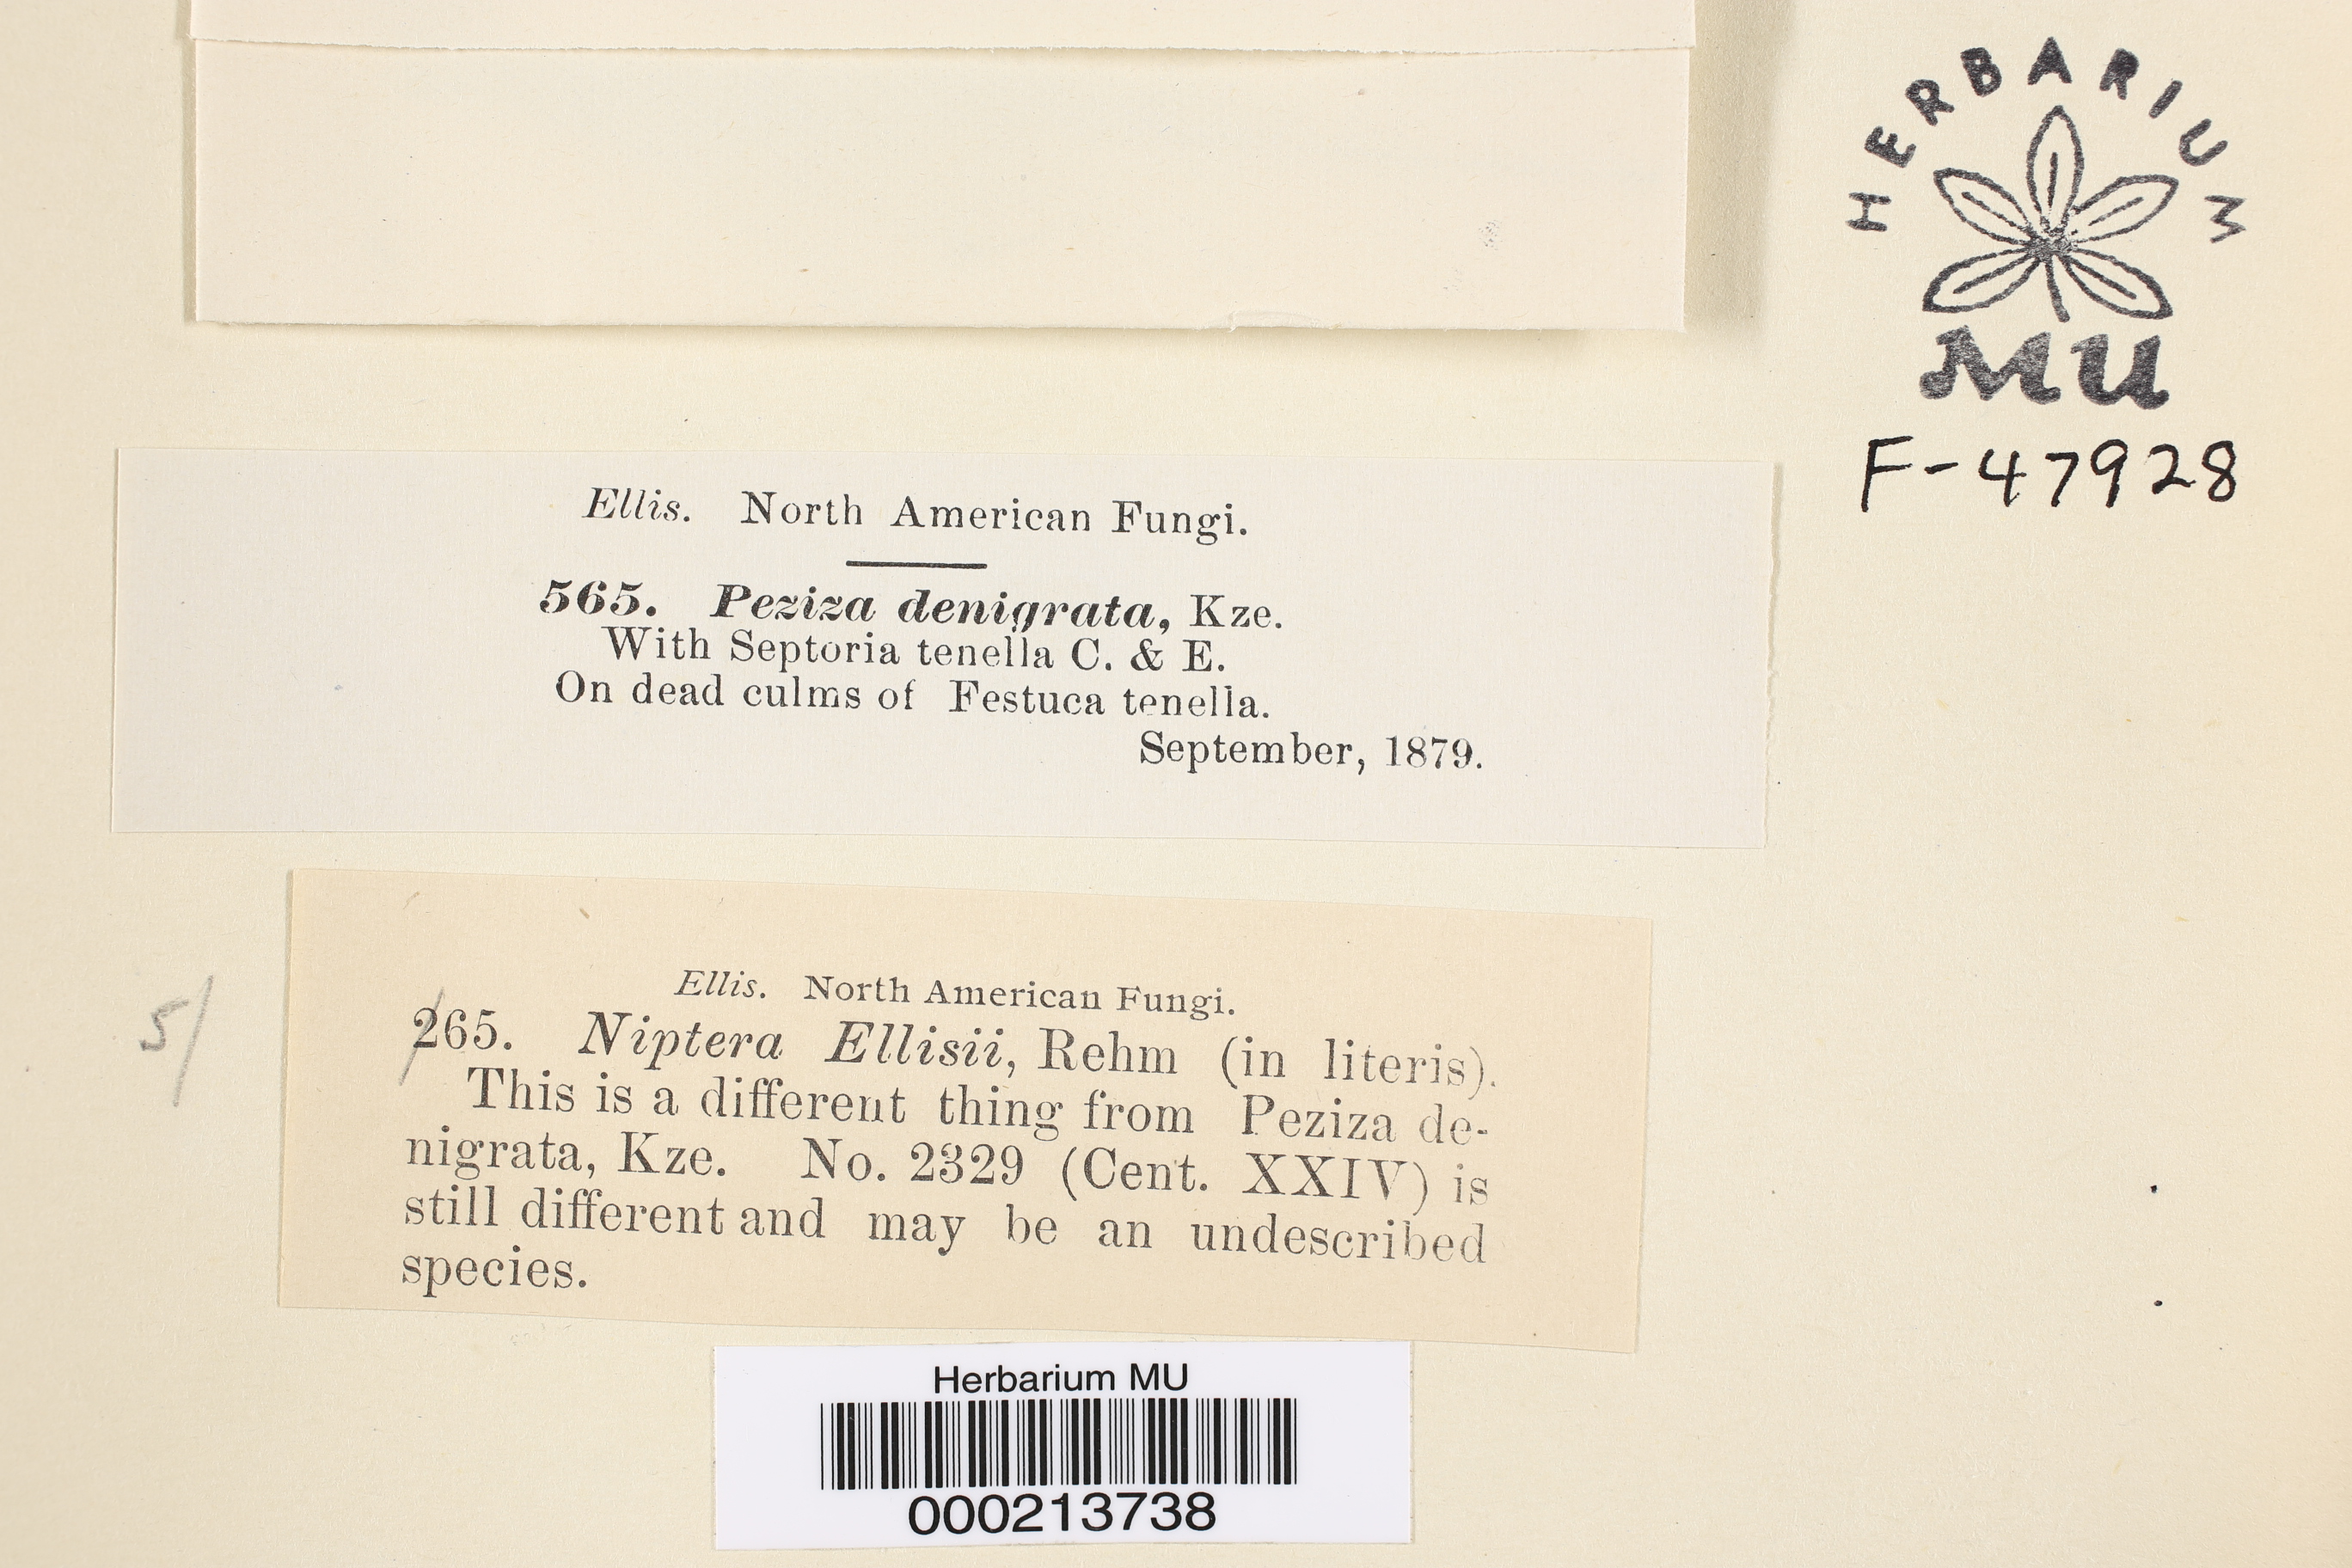 HERBARIUM
MU
F-47928
Ellis. North American Fungi.
565. Peziza denigrata, Kze.
With Septoria tenella C. & E.
On dead culms of Festuca tenella.
September, 1879.
5/
Ellis. North American Fungi.
265. Niptera Ellisii, Rehm (in literis).
This is a different thing from Peziza de-
nigrata, Kze. No. 2329 (Cent. XXIV) is
still different and may be an undescribed
species.
Herbarium MU
000213738